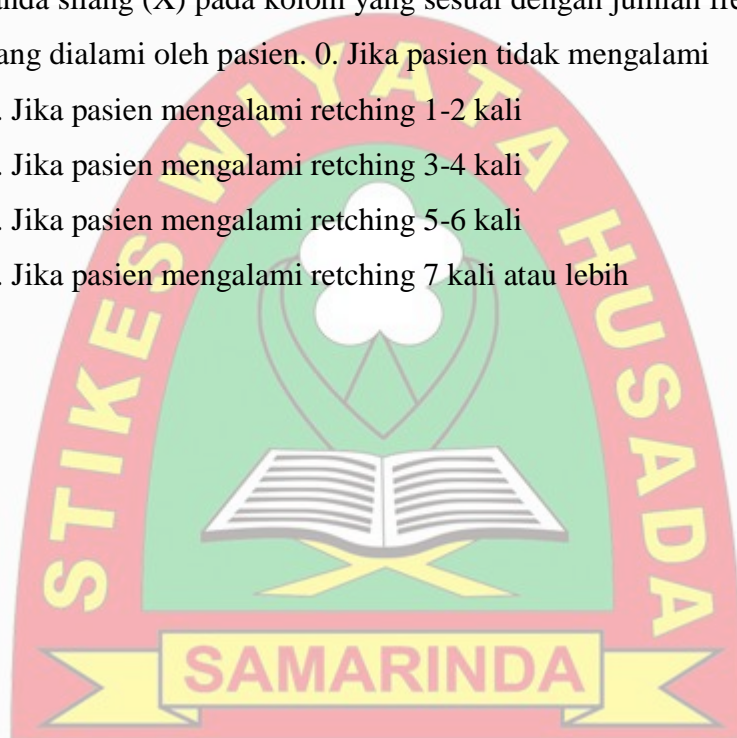 nda silang (X) pada kolom yang sesuai dengan jumlah fre
ang dialami oleh pasien. 0. Jika pasien tidak mengalami
. Jika pasien mengalami retching 1-2 kali
. Jika pasien mengalami retching 3-4 kali
. Jika pasien mengalami retching 5-6 kali
. Jika pasien mengalami retching 7 kali atau lebih
STIKES WIYATA HUSADA
SAMARINDA